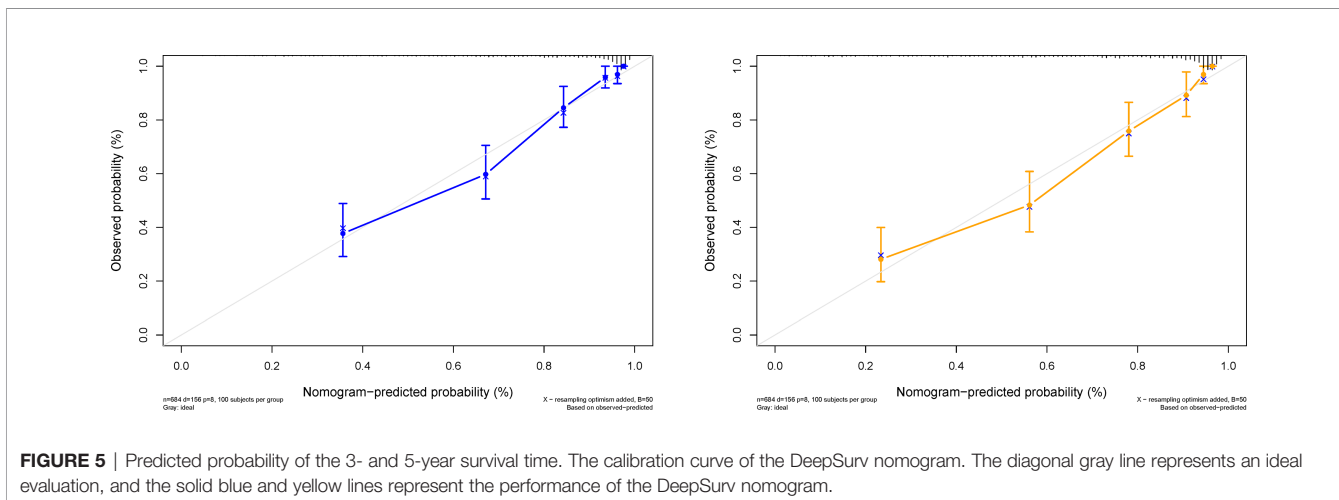 1.0
0.8
0.6
0.4
0.2
0.0
Observed probability (%)
0.0 0.2 0.4 0.6 0.8 1.0
Nomogram−predicted probability (%)
n=684 d=156 p=8, 100 subjects per group
Gray: ideal
X − resampling optimism added, B=50
Based on observed−predicted
1.0
0.8
0.6
0.4
0.2
0.0
Observed probability (%)
0.0 0.2 0.4 0.6 0.8 1.0
Nomogram−predicted probability (%)
n=684 d=156 p=8, 100 subjects per group
Gray: ideal
X − resampling optimism added, B=50
Based on observed−predicted
FIGURE 5 | Predicted probability of the 3- and 5-year survival time. The calibration curve of the DeepSurv nomogram. The diagonal gray line represents an ideal
evaluation, and the solid blue and yellow lines represent the performance of the DeepSurv nomogram.